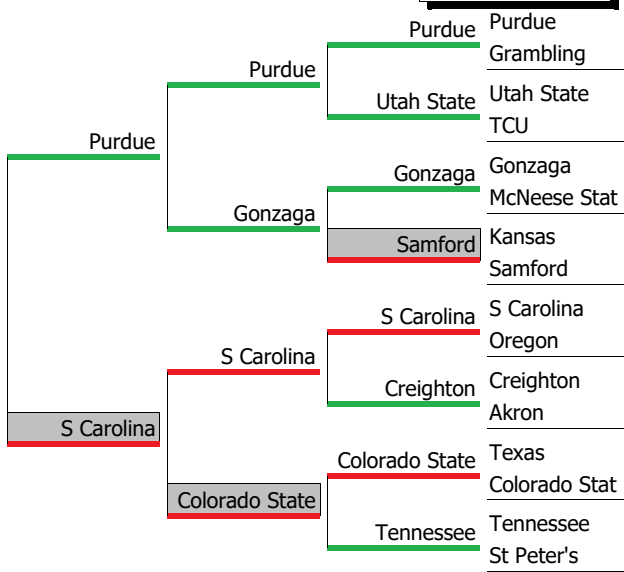 Purdue
Purdue
Grambling
Purdue
Utah State
Utah State
TCU
Purdue
Gonzaga
Gonzaga
McNeese Stat
Gonzaga
Samford
Kansas
Samford
S Carolina
S Carolina
Oregon
S Carolina
Creighton
Creighton
Akron
S Carolina
Colorado State
Texas
Colorado Stat
Colorado State
Tennessee
Tennessee
St Peter's